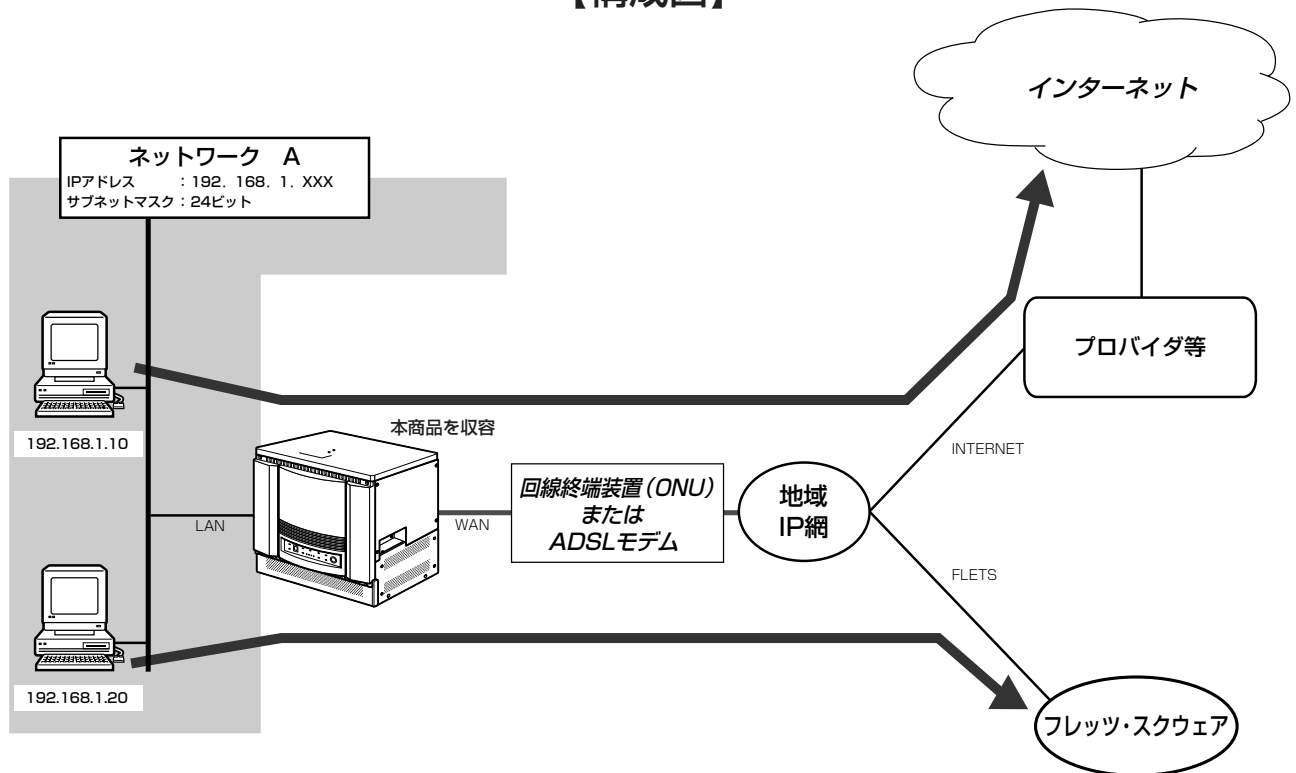 【構成図】
インターネット
ネットワーク A
IPアドレス ：192. 168. 1. XXX
サブネットマスク：24ビット
プロバイダ等
本商品を収容
192.168.1.10
INTERNET
回線終端装置（ONU）
または
ADSLモデム
地域
IP網
LAN
WAN
FLETS
192.168.1.20
フレッツ・スクウェア